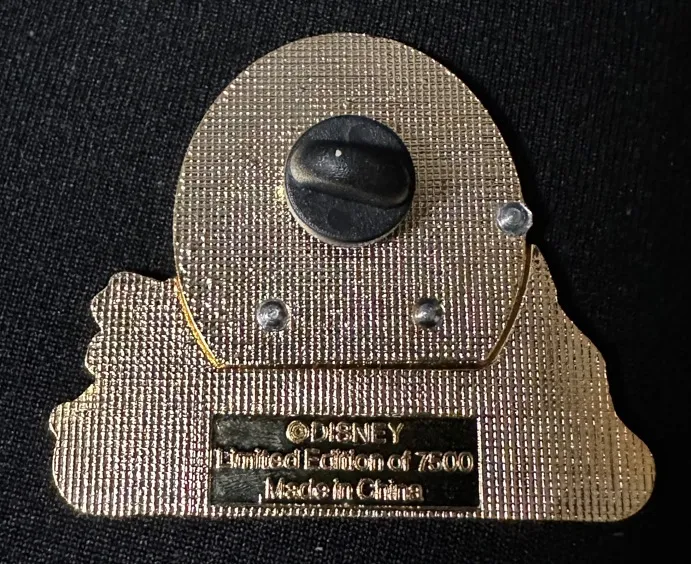 ©DISNEY
Limited Edition of 7500
Made in China